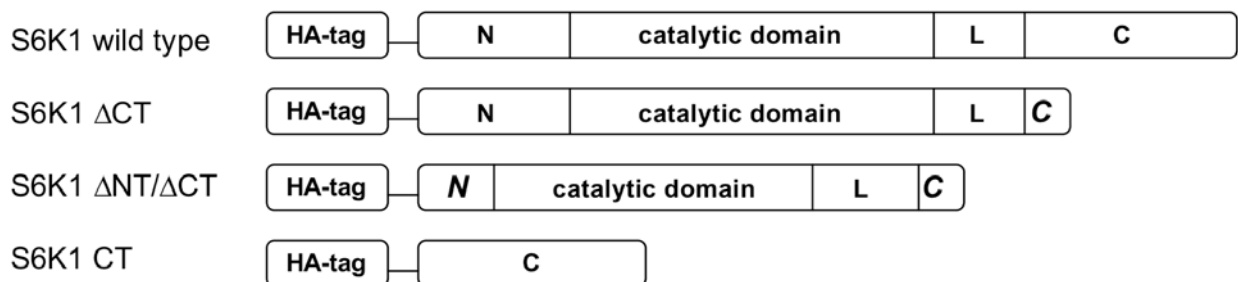 S6K1 wild type HA-tag N catalytic domain L C
S6K1 ΔCT HA-tag N catalytic domain L C
S6K1 ΔNT/ΔCT HA-tag N catalytic domain L C
S6K1 CT HA-tag C